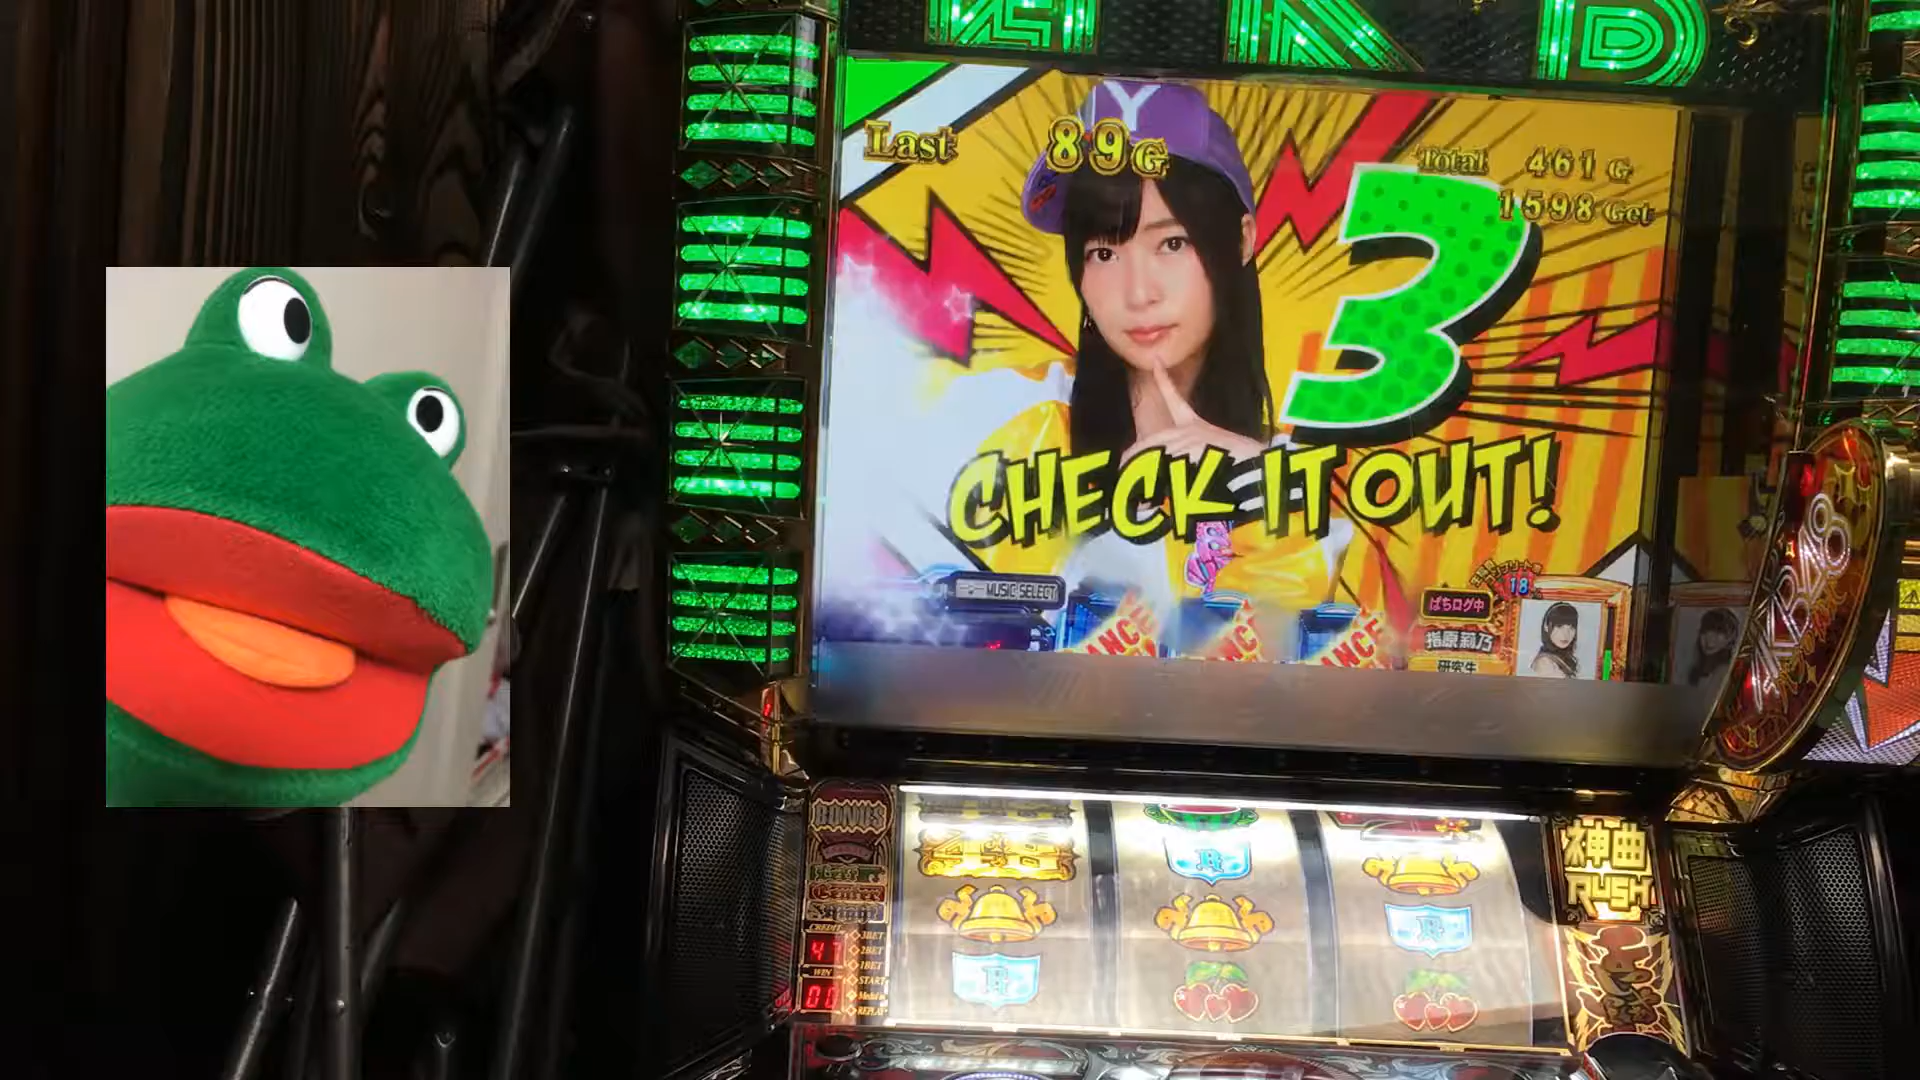 AKB
Y
Last 89G
Total 461G
1598 Get
3
CHECK IT OUT!
MUSIC SELECT
18
ぱちログ中
指原莉乃
研究生
AKB48
BONUS
CREDIT
47
3BET
2BET
1BET
WIN
START
00
REPLAY
R
R
R
神曲
RUSH